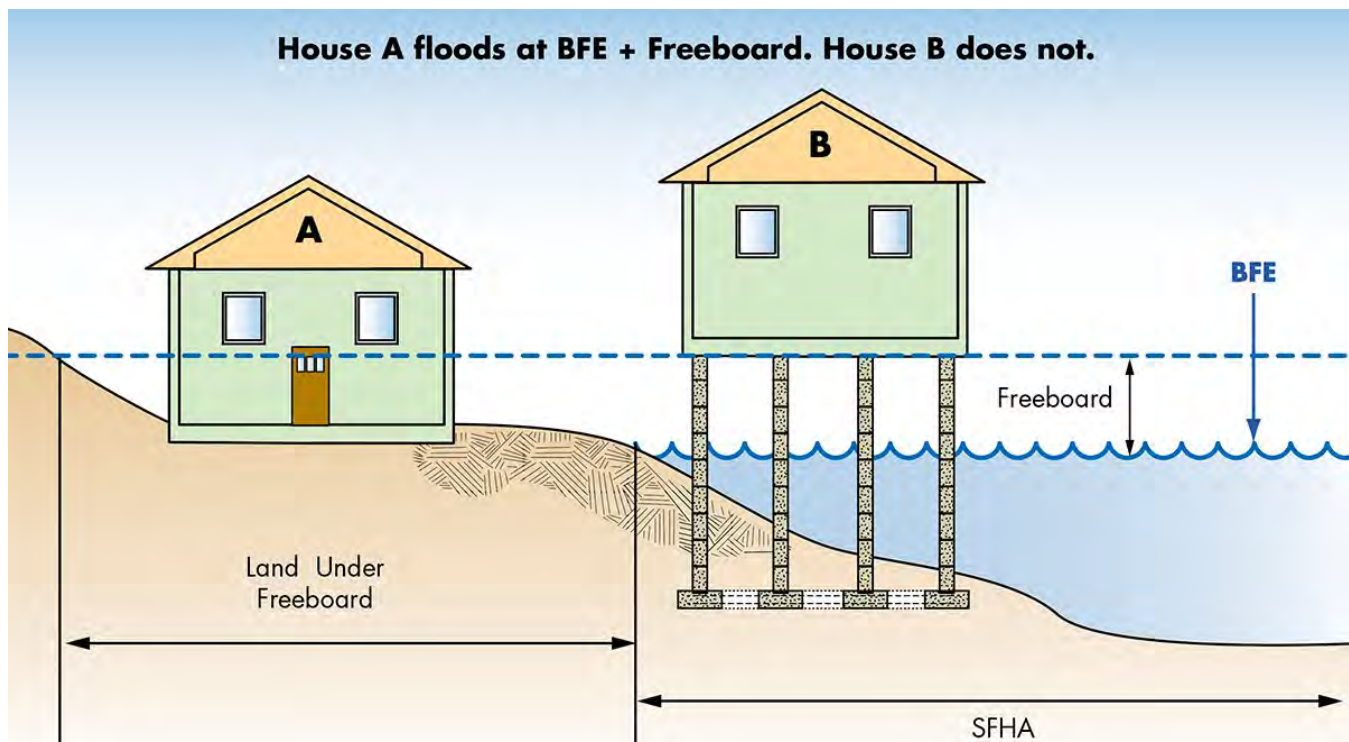 House A floods at BFE + Freeboard. House B does not.
A
B
BFE
Freeboard
Land Under
Freeboard
SFHA